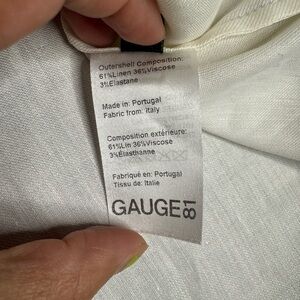 Outershell Composition:
61%Linen 36%Viscose
3%Elastane
Made in: Portugal
Fabric from: Italy
Composition extérieure:
61%Lin 36%Viscose
3%Élasthanne
Fabriqué en: Portugal
Tissu de: Italie
GAUGE81